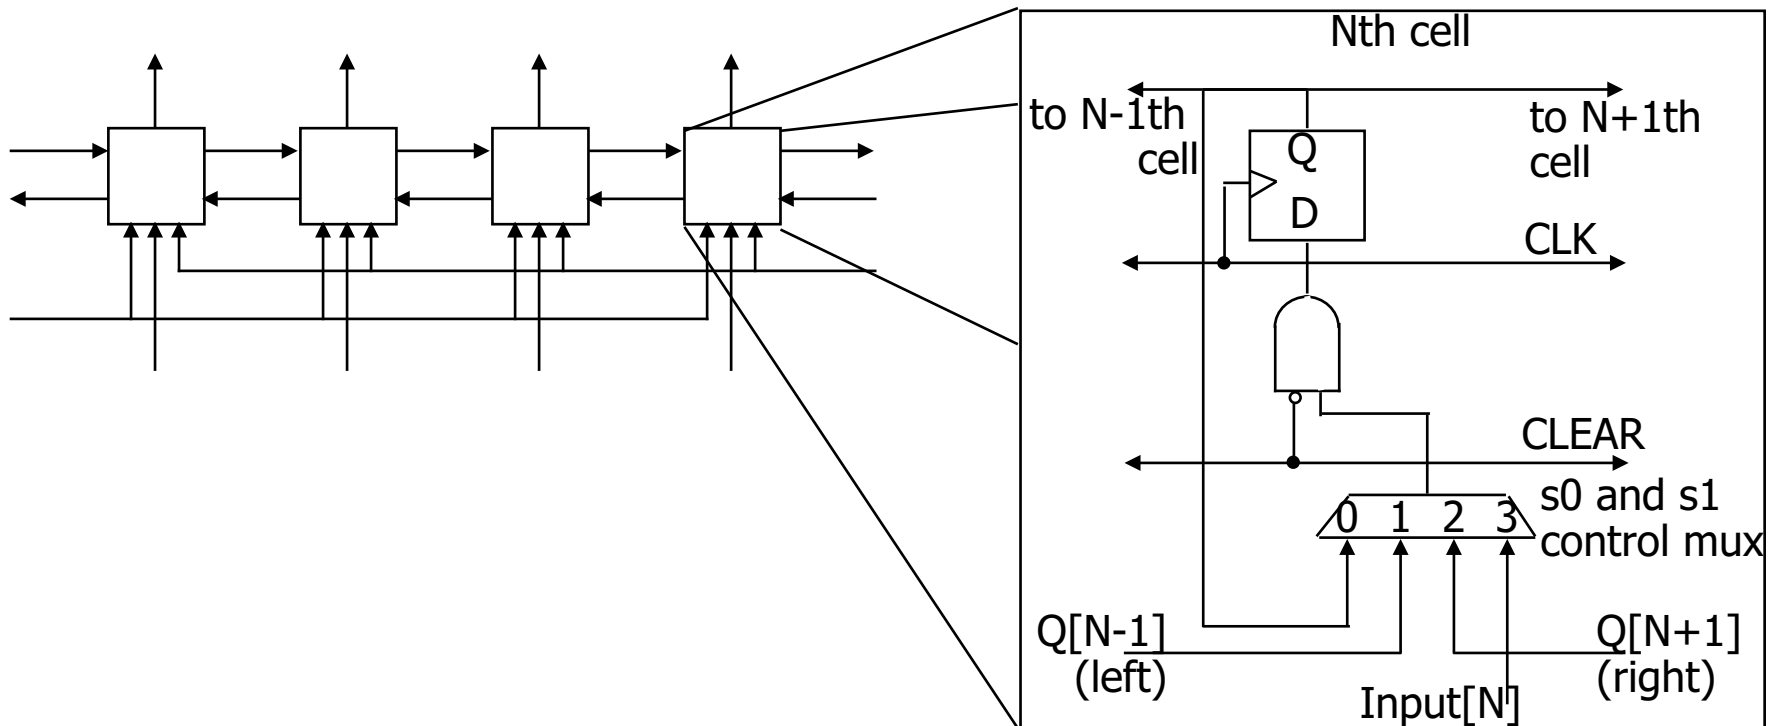 Nth cell
to N-1th
cell
to N+1th
cell
Q
D
CLK
CLEAR
s0 and s1
control mux
0 1 2 3
Q[N-1]
(left)
Q[N+1]
(right)
Input[N]